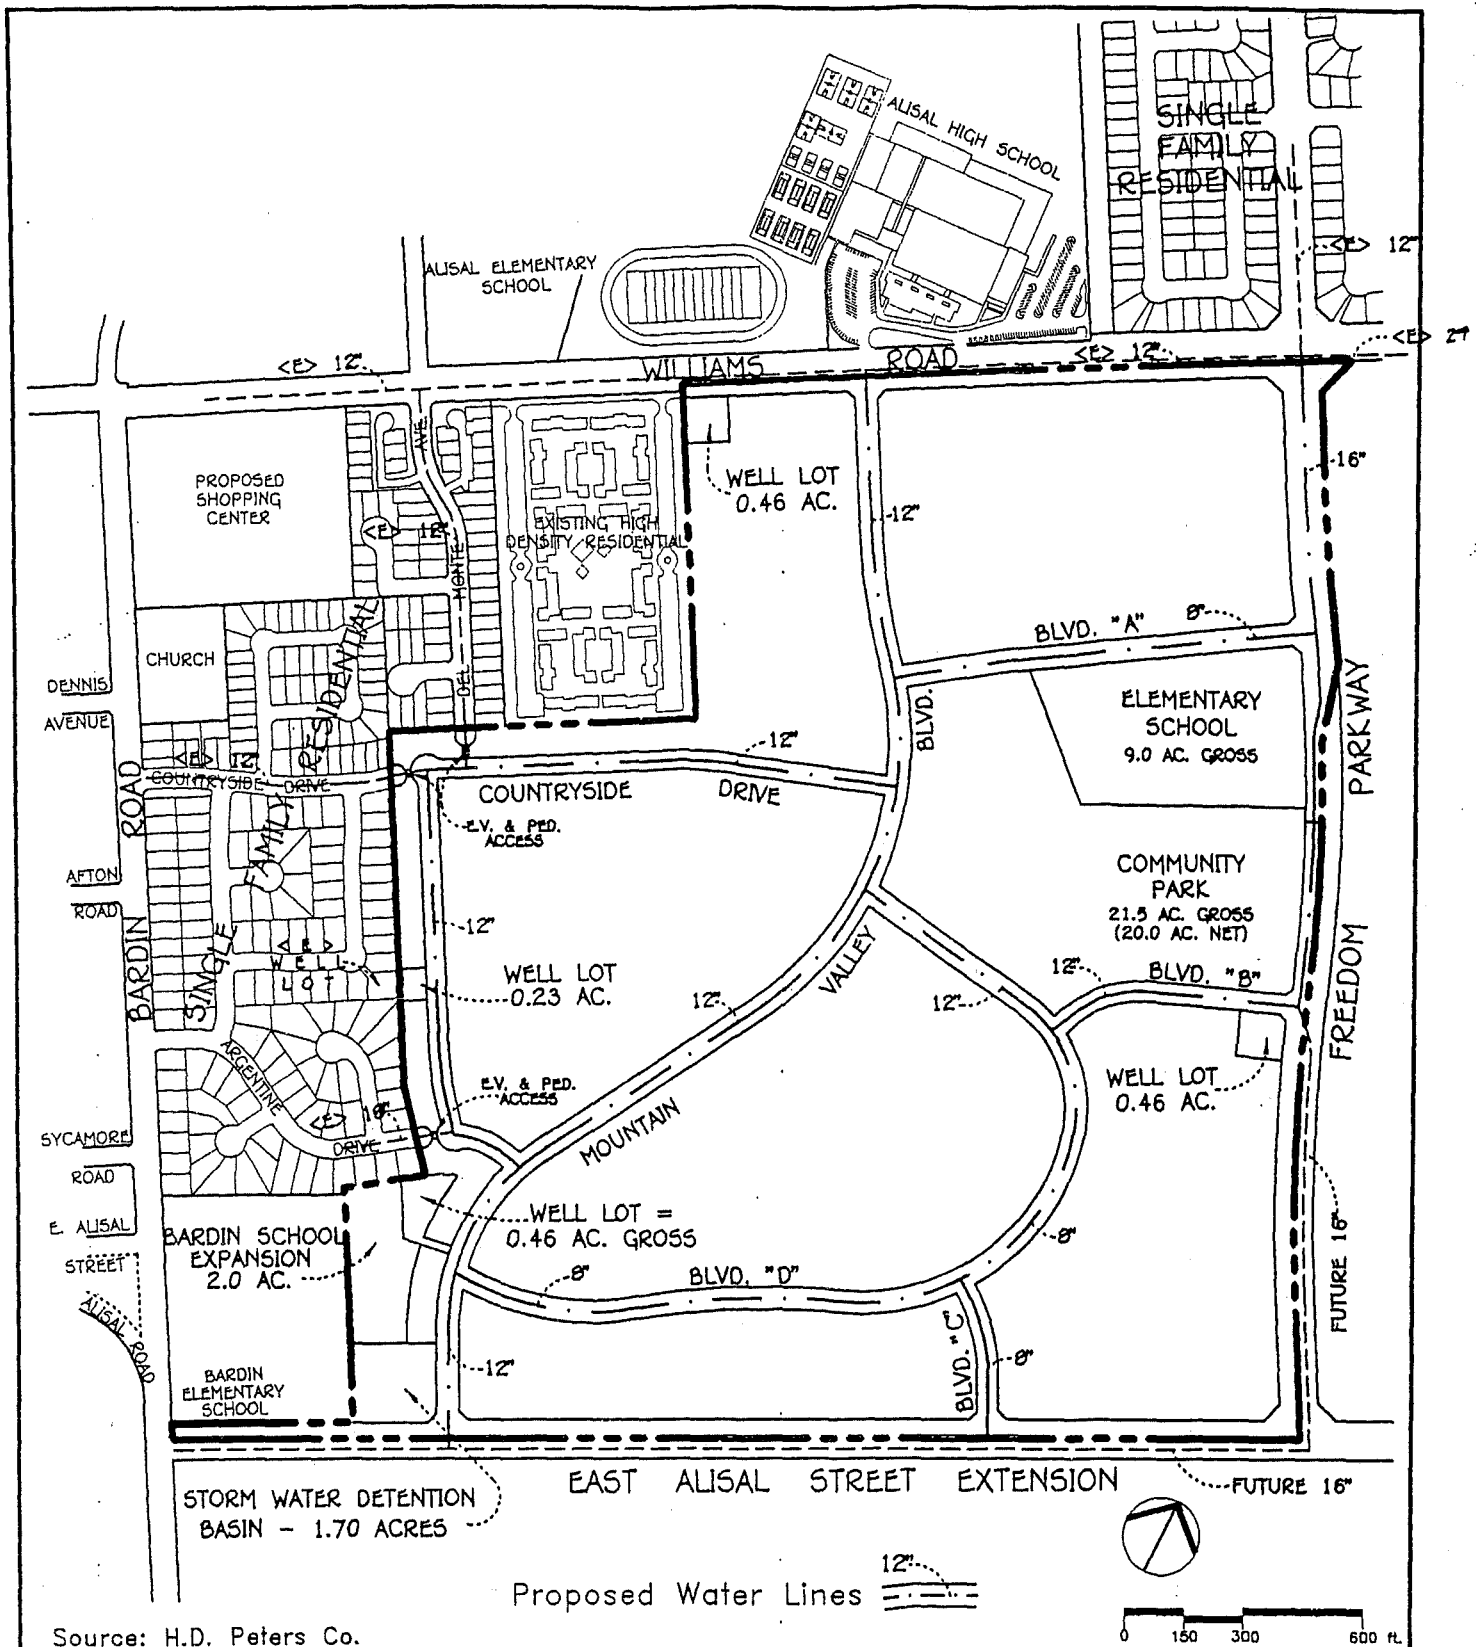 ALISAL HIGH SCHOOL
SINGLE
FAMILY
RESIDENTIAL
<E> 12"
ALISAL ELEMENTARY
SCHOOL
<E> 12"
WILLIAMS ROAD
<E> 12"
<E>
AVE.
PROPOSED
SHOPPING
CENTER
WELL LOT
0.46 AC.
16"
12"
<E> 12"
EXISTING HIGH
DENSITY RESIDENTIAL
DEL MONTE
BLVD. "A"
8"
CHURCH
DENNIS
AVENUE
SINGLE FAMILY RESIDENTIAL
ELEMENTARY
SCHOOL
9.0 AC. GROSS
BLVD.
<E> 12"
COUNTRYSIDE DRIVE
12"
COUNTRYSIDE DRIVE
E.V. & PED.
ACCESS
BARDIN ROAD
FREEDOM PARKWAY
AFTON
ROAD
COMMUNITY
PARK
21.5 AC. GROSS
(20.0 AC. NET)
12"
<E>
WELL
LOT
WELL LOT
0.23 AC.
12"
VALLEY
12"
12"
BLVD. "B"
ARGENTINE
DRIVE
<E>
E.V. & PED.
ACCESS
WELL LOT
0.46 AC.
MOUNTAIN
SYCAMORE
ROAD
E. ALISAL
STREET
ALISAL ROAD
BARDIN SCHOOL
EXPANSION
2.0 AC.
WELL LOT =
0.46 AC. GROSS
8"
8"
BLVD. "D"
FUTURE 16"
BLVD. "C"
12"
8"
BARDIN
ELEMENTARY
SCHOOL
EAST ALISAL STREET EXTENSION
FUTURE 16"
STORM WATER DETENTION
BASIN - 1.70 ACRES
12"
Proposed Water Lines
Source: H.D. Peters Co.
0 150 300 600 ft.